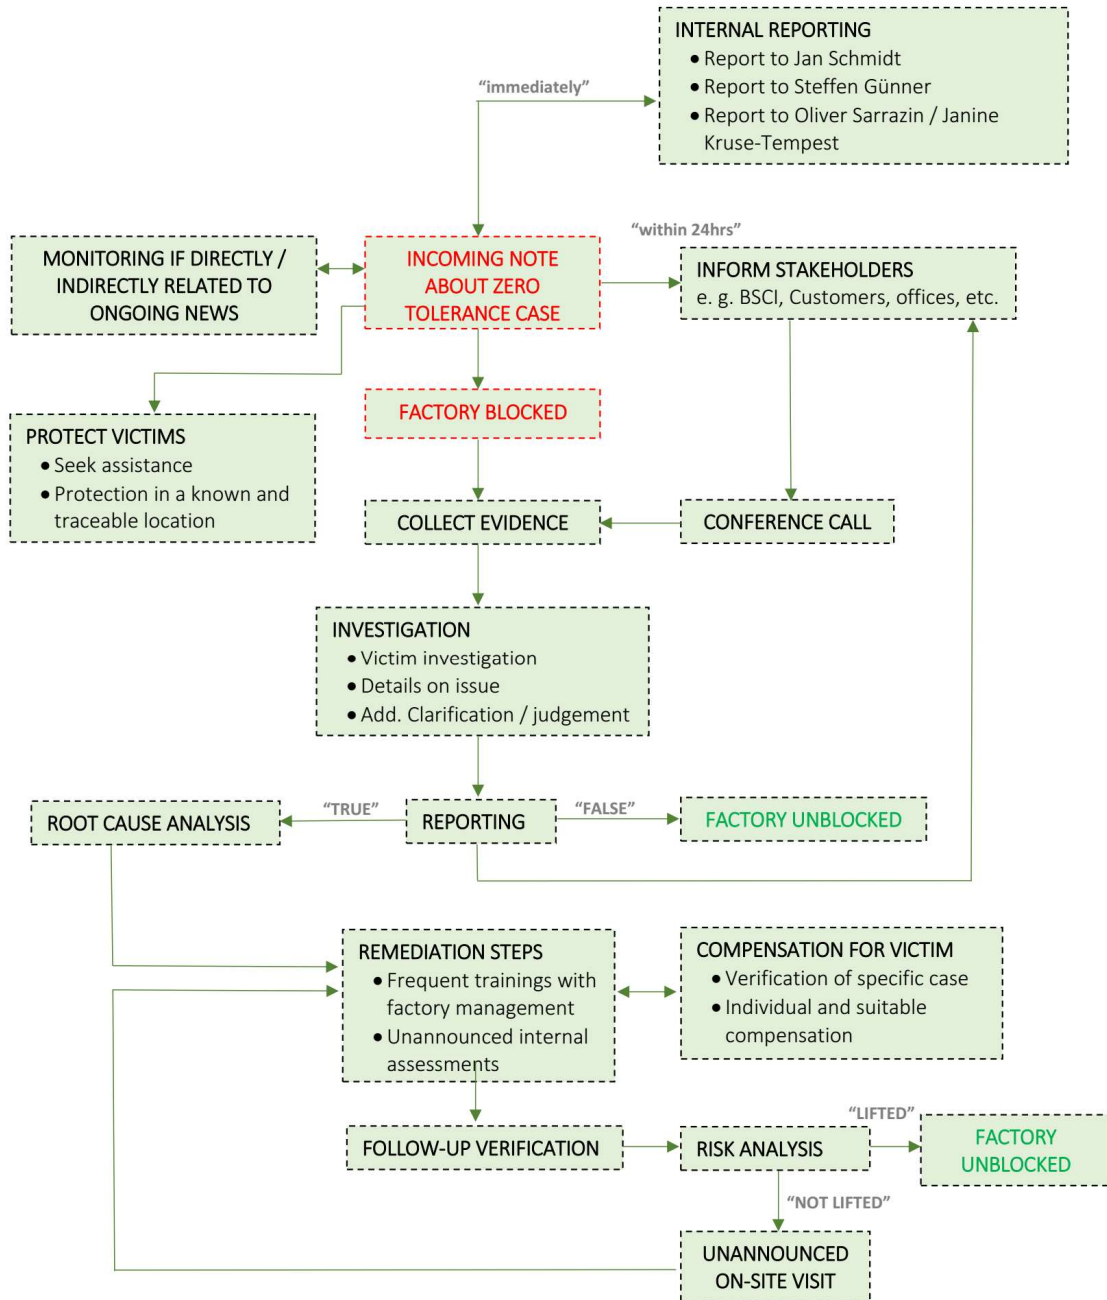 INTERNAL REPORTING
• Report to Jan Schmidt
• Report to Steffen Günner
• Report to Oliver Sarrazin / Janine
Kruse-Tempest
“immediately”
MONITORING IF DIRECTLY /
INDIRECTLY RELATED TO
ONGOING NEWS
INCOMING NOTE
ABOUT ZERO
TOLERANCE CASE
“within 24hrs”
INFORM STAKEHOLDERS
e. g. BSCI, Customers, offices, etc.
FACTORY BLOCKED
PROTECT VICTIMS
• Seek assistance
• Protection in a known and
traceable location
COLLECT EVIDENCE
CONFERENCE CALL
INVESTIGATION
• Victim investigation
• Details on issue
• Add. Clarification / judgement
ROOT CAUSE ANALYSIS
“TRUE”
REPORTING
“FALSE”
FACTORY UNBLOCKED
REMEDIATION STEPS
• Frequent trainings with
factory management
• Unannounced internal
assessments
COMPENSATION FOR VICTIM
• Verification of specific case
• Individual and suitable
compensation
FOLLOW-UP VERIFICATION
RISK ANALYSIS
“LIFTED”
FACTORY
UNBLOCKED
“NOT LIFTED”
UNANNOUNCED
ON-SITE VISIT